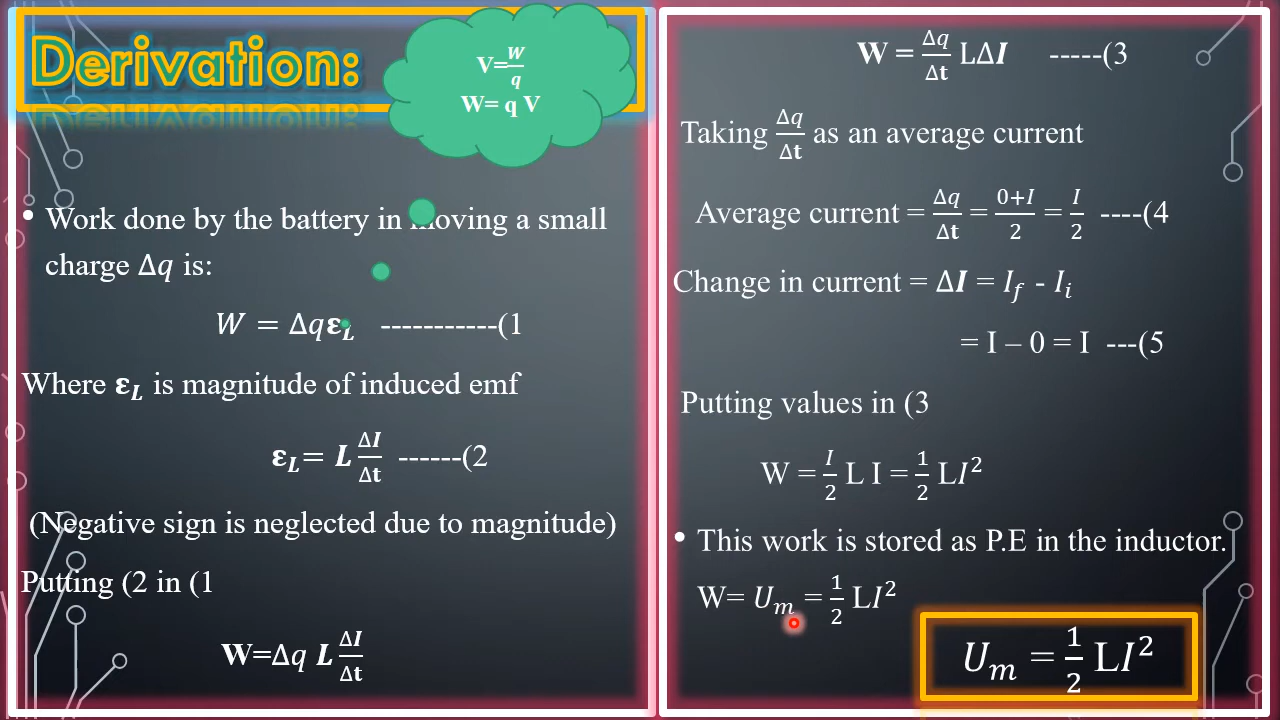 Derivation:
V=W/q
W= q V
• Work done by the battery in moving a small
charge Δq is:
W = Δqε_L -----------(1
Where ε_L is magnitude of induced emf
ε_L= L ΔI/Δt ------(2
(Negative sign is neglected due to magnitude)
Putting (2 in (1
W=Δq L ΔI/Δt
W = Δq/Δt LΔI -----(3
Taking Δq/Δt as an average current
Average current = Δq/Δt = 0+I/2 = I/2 ----(4
Change in current = ΔI = I_f - I_i
= I – 0 = I ---(5
Putting values in (3
W = I/2 L I = 1/2 LI²
• This work is stored as P.E in the inductor.
W= U_m = 1/2 LI²
U_m = 1/2 LI²